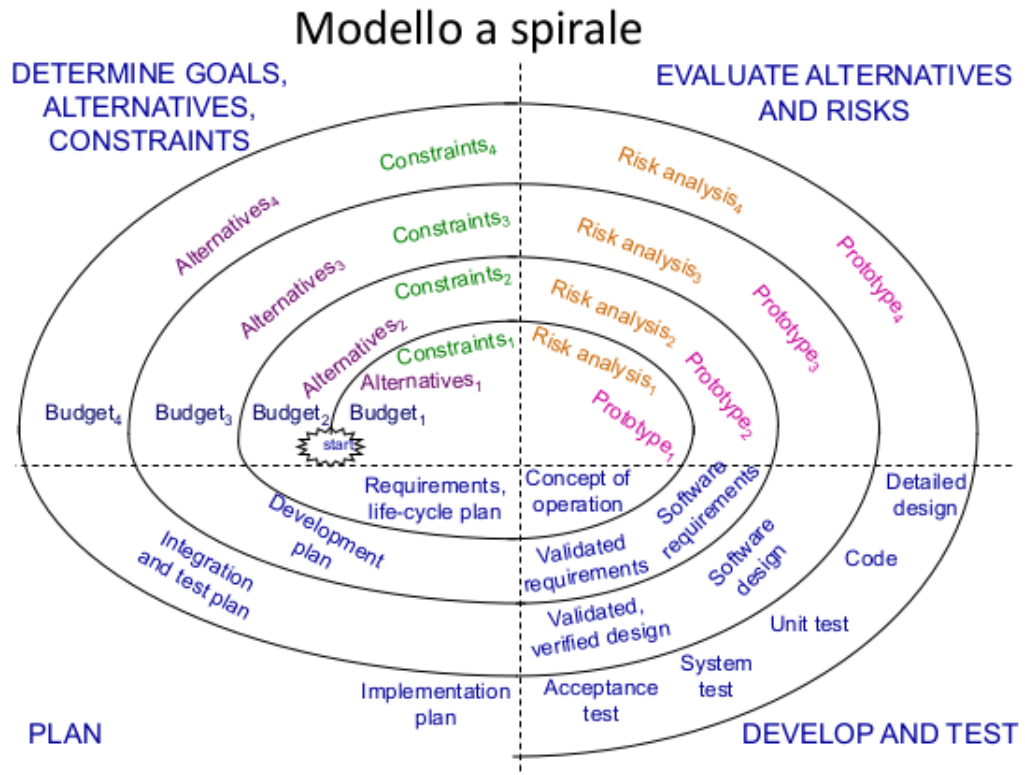 Modello a spirale
DETERMINE GOALS,
ALTERNATIVES,
CONSTRAINTS
EVALUATE ALTERNATIVES
AND RISKS
Constraints₄
Alternatives₄
Constraints₃
Alternatives₃
Constraints₂
Alternatives₂
Constraints₁
Alternatives₁
Budget₄
Budget₃
Budget₂
Budget₁
start
Risk analysis₄
Risk analysis₃
Risk analysis₂
Risk analysis₁
Prototype₄
Prototype₃
Prototype₂
Prototype₁
Requirements,
life-cycle plan
Development
plan
Integration
and test plan
Implementation
plan
Concept of
operation
Software
requirements
Validated
requirements
Software
design
Validated,
verified design
Detailed
design
Code
Unit test
System
test
Acceptance
test
PLAN
DEVELOP AND TEST